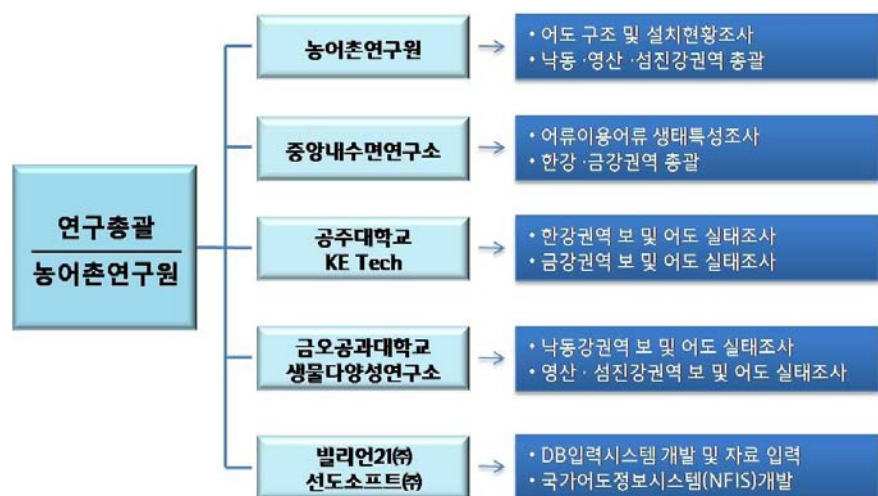 연구총괄
농어촌연구원
농어촌연구원
• 어도 구조 및 설치현황조사
• 낙동·영산·섬진강권역 총괄
중앙내수면연구소
• 어류이용어류 생태특성조사
• 한강·금강권역 총괄
공주대학교
KE Tech
• 한강권역 보 및 어도 실태조사
• 금강권역 보 및 어도 실태조사
금오공과대학교
생물다양성연구소
• 낙동강권역 보 및 어도 실태조사
• 영산·섬진강권역 보 및 어도 실태조사
빌리언21㈜
선도소프트㈜
• DB입력시스템 개발 및 자료 입력
• 국가어도정보시스템(NFIS)개발